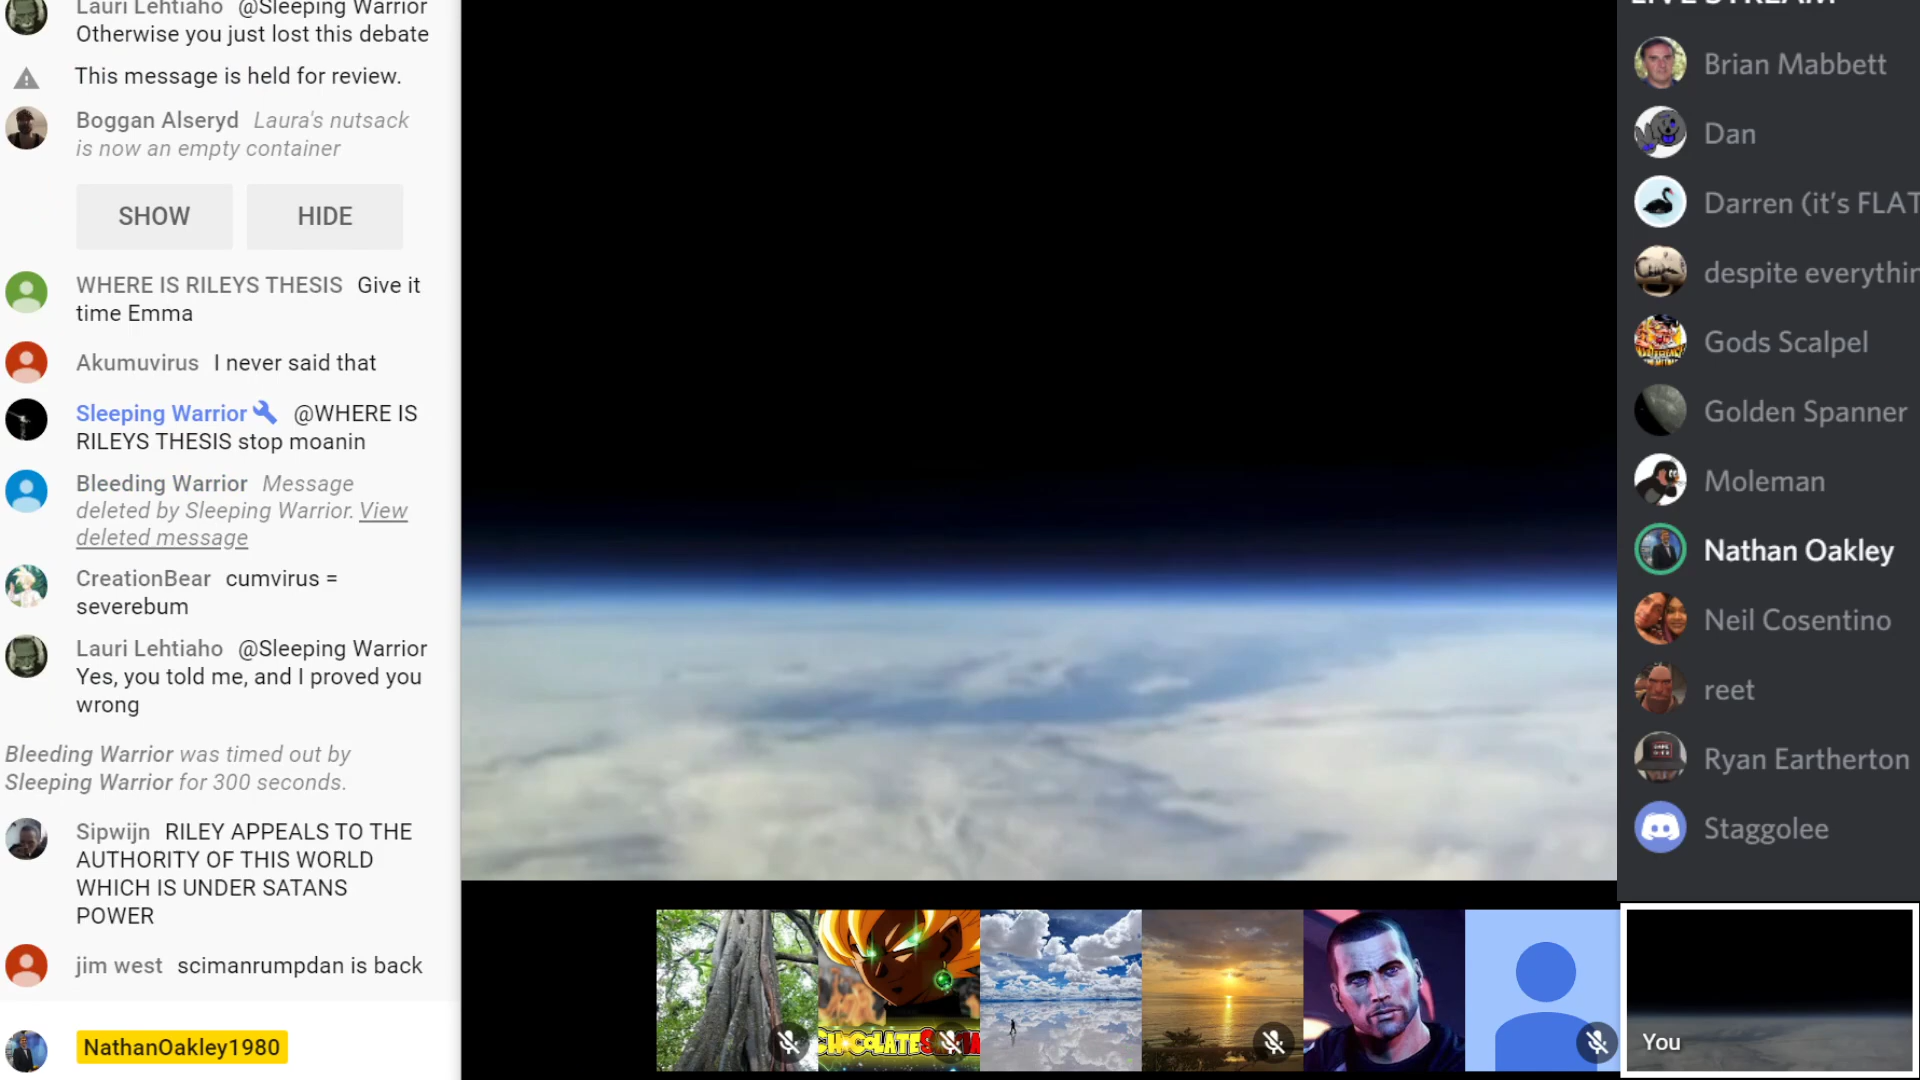 Lauri Lehtiaho @Sleeping Warrior
Otherwise you just lost this debate
This message is held for review.
Boggan Alseryd Laura's nutsack
is now an empty container
SHOW HIDE
WHERE IS RILEYS THESIS Give it
time Emma
Akumuvirus I never said that
Sleeping Warrior @WHERE IS
RILEYS THESIS stop moanin
Bleeding Warrior Message
deleted by Sleeping Warrior. View
deleted message
CreationBear cumvirus =
severebum
Lauri Lehtiaho @Sleeping Warrior
Yes, you told me, and I proved you
wrong
Bleeding Warrior was timed out by
Sleeping Warrior for 300 seconds.
Sipwijn RILEY APPEALS TO THE
AUTHORITY OF THIS WORLD
WHICH IS UNDER SATANS
POWER
jim west scimanrumpdan is back
NathanOakley1980
LIVE STREAM
Brian Mabbett
Dan
Darren (it's FLAT
despite everythin
Gods Scalpel
Golden Spanner
Moleman
Nathan Oakley
Neil Cosentino
reet
Ryan Eartherton
Staggolee
You